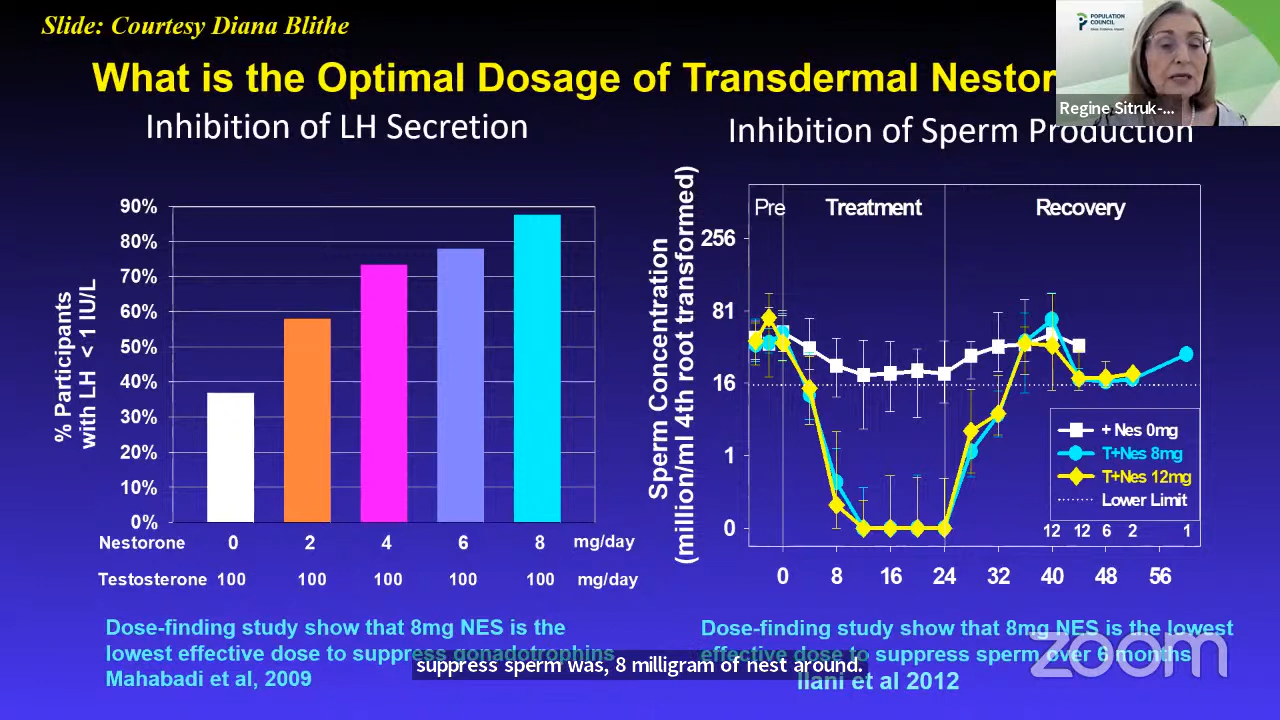 Slide: Courtesy Diana Blithe
What is the Optimal Dosage of Transdermal Nestor
POPULATION
COUNCIL
Regine Sitruk-...
Inhibition of LH Secretion
% Participants
with LH < 1 IU/L
90%
80%
70%
60%
50%
40%
30%
20%
10%
0%
Nestorone 0 2 4 6 8 mg/day
Testosterone 100 100 100 100 100 mg/day
Dose-finding study show that 8mg NES is the
lowest effective dose to suppress gonadotrophins
Mahabadi et al, 2009
Inhibition of Sperm Production
Sperm Concentration
(million/ml 4th root transformed)
Pre Treatment Recovery
256
81
16
1
0
+ Nes 0mg
T+Nes 8mg
T+Nes 12mg
Lower Limit
12 12 6 2 1
0 8 16 24 32 40 48 56
Dose-finding study show that 8mg NES is the lowest
effective dose to suppress sperm over 6 months
Ilani et al 2012
suppress sperm was, 8 milligram of nest around.
zoom